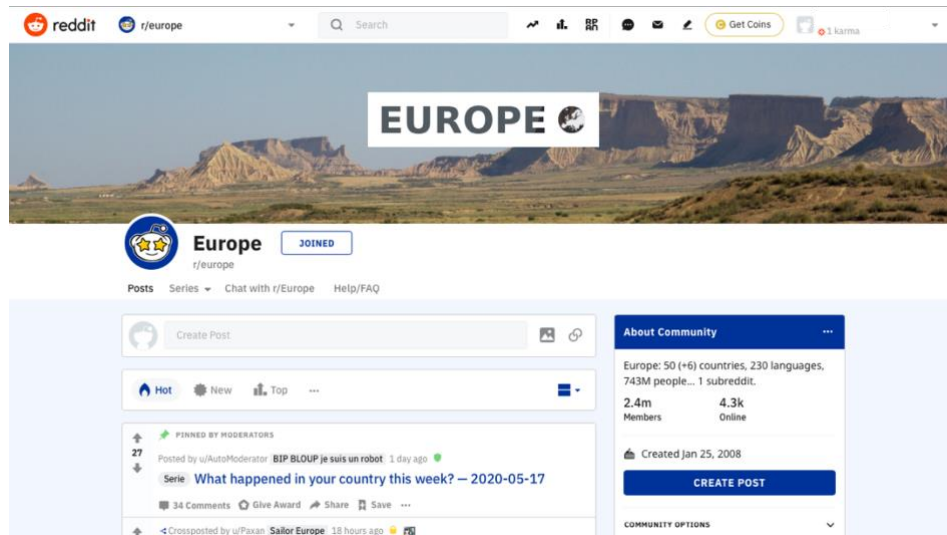 reddit r/europe Search Get Coins 1 karma
EUROPE
Europe JOINED
r/europe
Posts Series Chat with r/Europe Help/FAQ
Create Post
Hot New Top ...
PINNED BY MODERATORS
27
Posted by u/AutoModerator BIP BLOUP je suis un robot 1 day ago
Serie What happened in your country this week? — 2020-05-17
34 Comments Give Award Share Save ...
Crossposted by u/Paxan Sailor Europe 18 hours ago
About Community ...
Europe: 50 (+6) countries, 230 languages,
743M people... 1 subreddit.
2.4m 4.3k
Members Online
Created Jan 25, 2008
CREATE POST
COMMUNITY OPTIONS